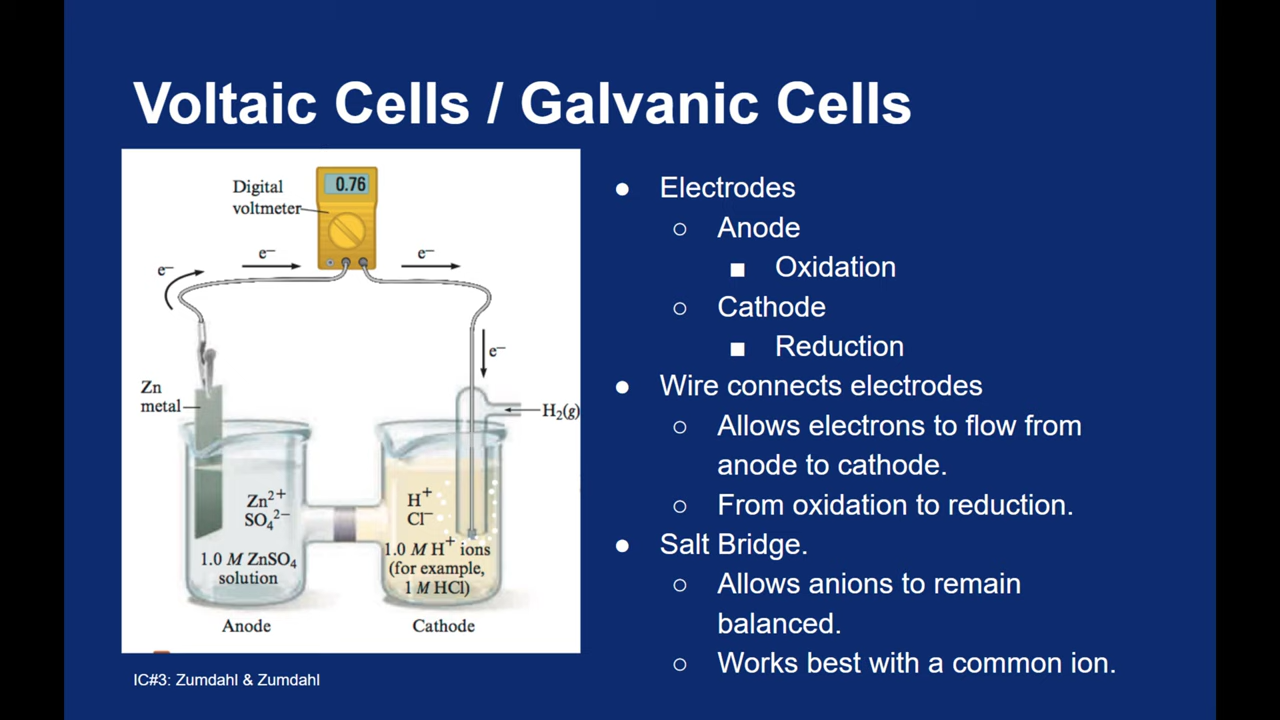 Voltaic Cells / Galvanic Cells
Digital
voltmeter
0.76
e⁻
e⁻
e⁻
e⁻
Zn
metal
H₂(g)
Zn²⁺
SO₄²⁻
1.0 M ZnSO₄
solution
H⁺
Cl⁻
1.0 M H⁺ ions
(for example,
1 M HCl)
Anode
Cathode
IC#3: Zumdahl & Zumdahl
● Electrodes
○ Anode
■ Oxidation
○ Cathode
■ Reduction
● Wire connects electrodes
○ Allows electrons to flow from
anode to cathode.
○ From oxidation to reduction.
● Salt Bridge.
○ Allows anions to remain
balanced.
○ Works best with a common ion.